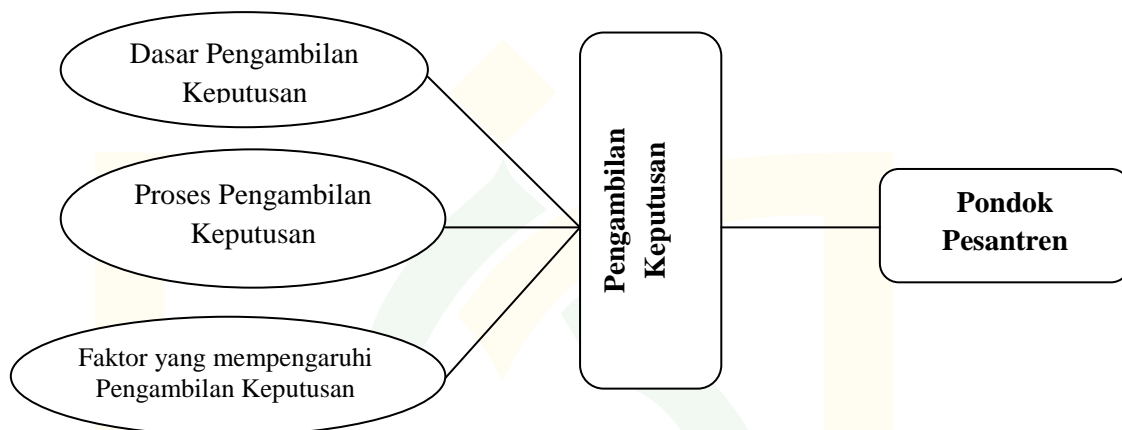 Dasar Pengambilan
Keputusan
Proses Pengambilan
Keputusan
Faktor yang mempengaruhi
Pengambilan Keputusan
Pengambilan
Keputusan
Pondok
Pesantren